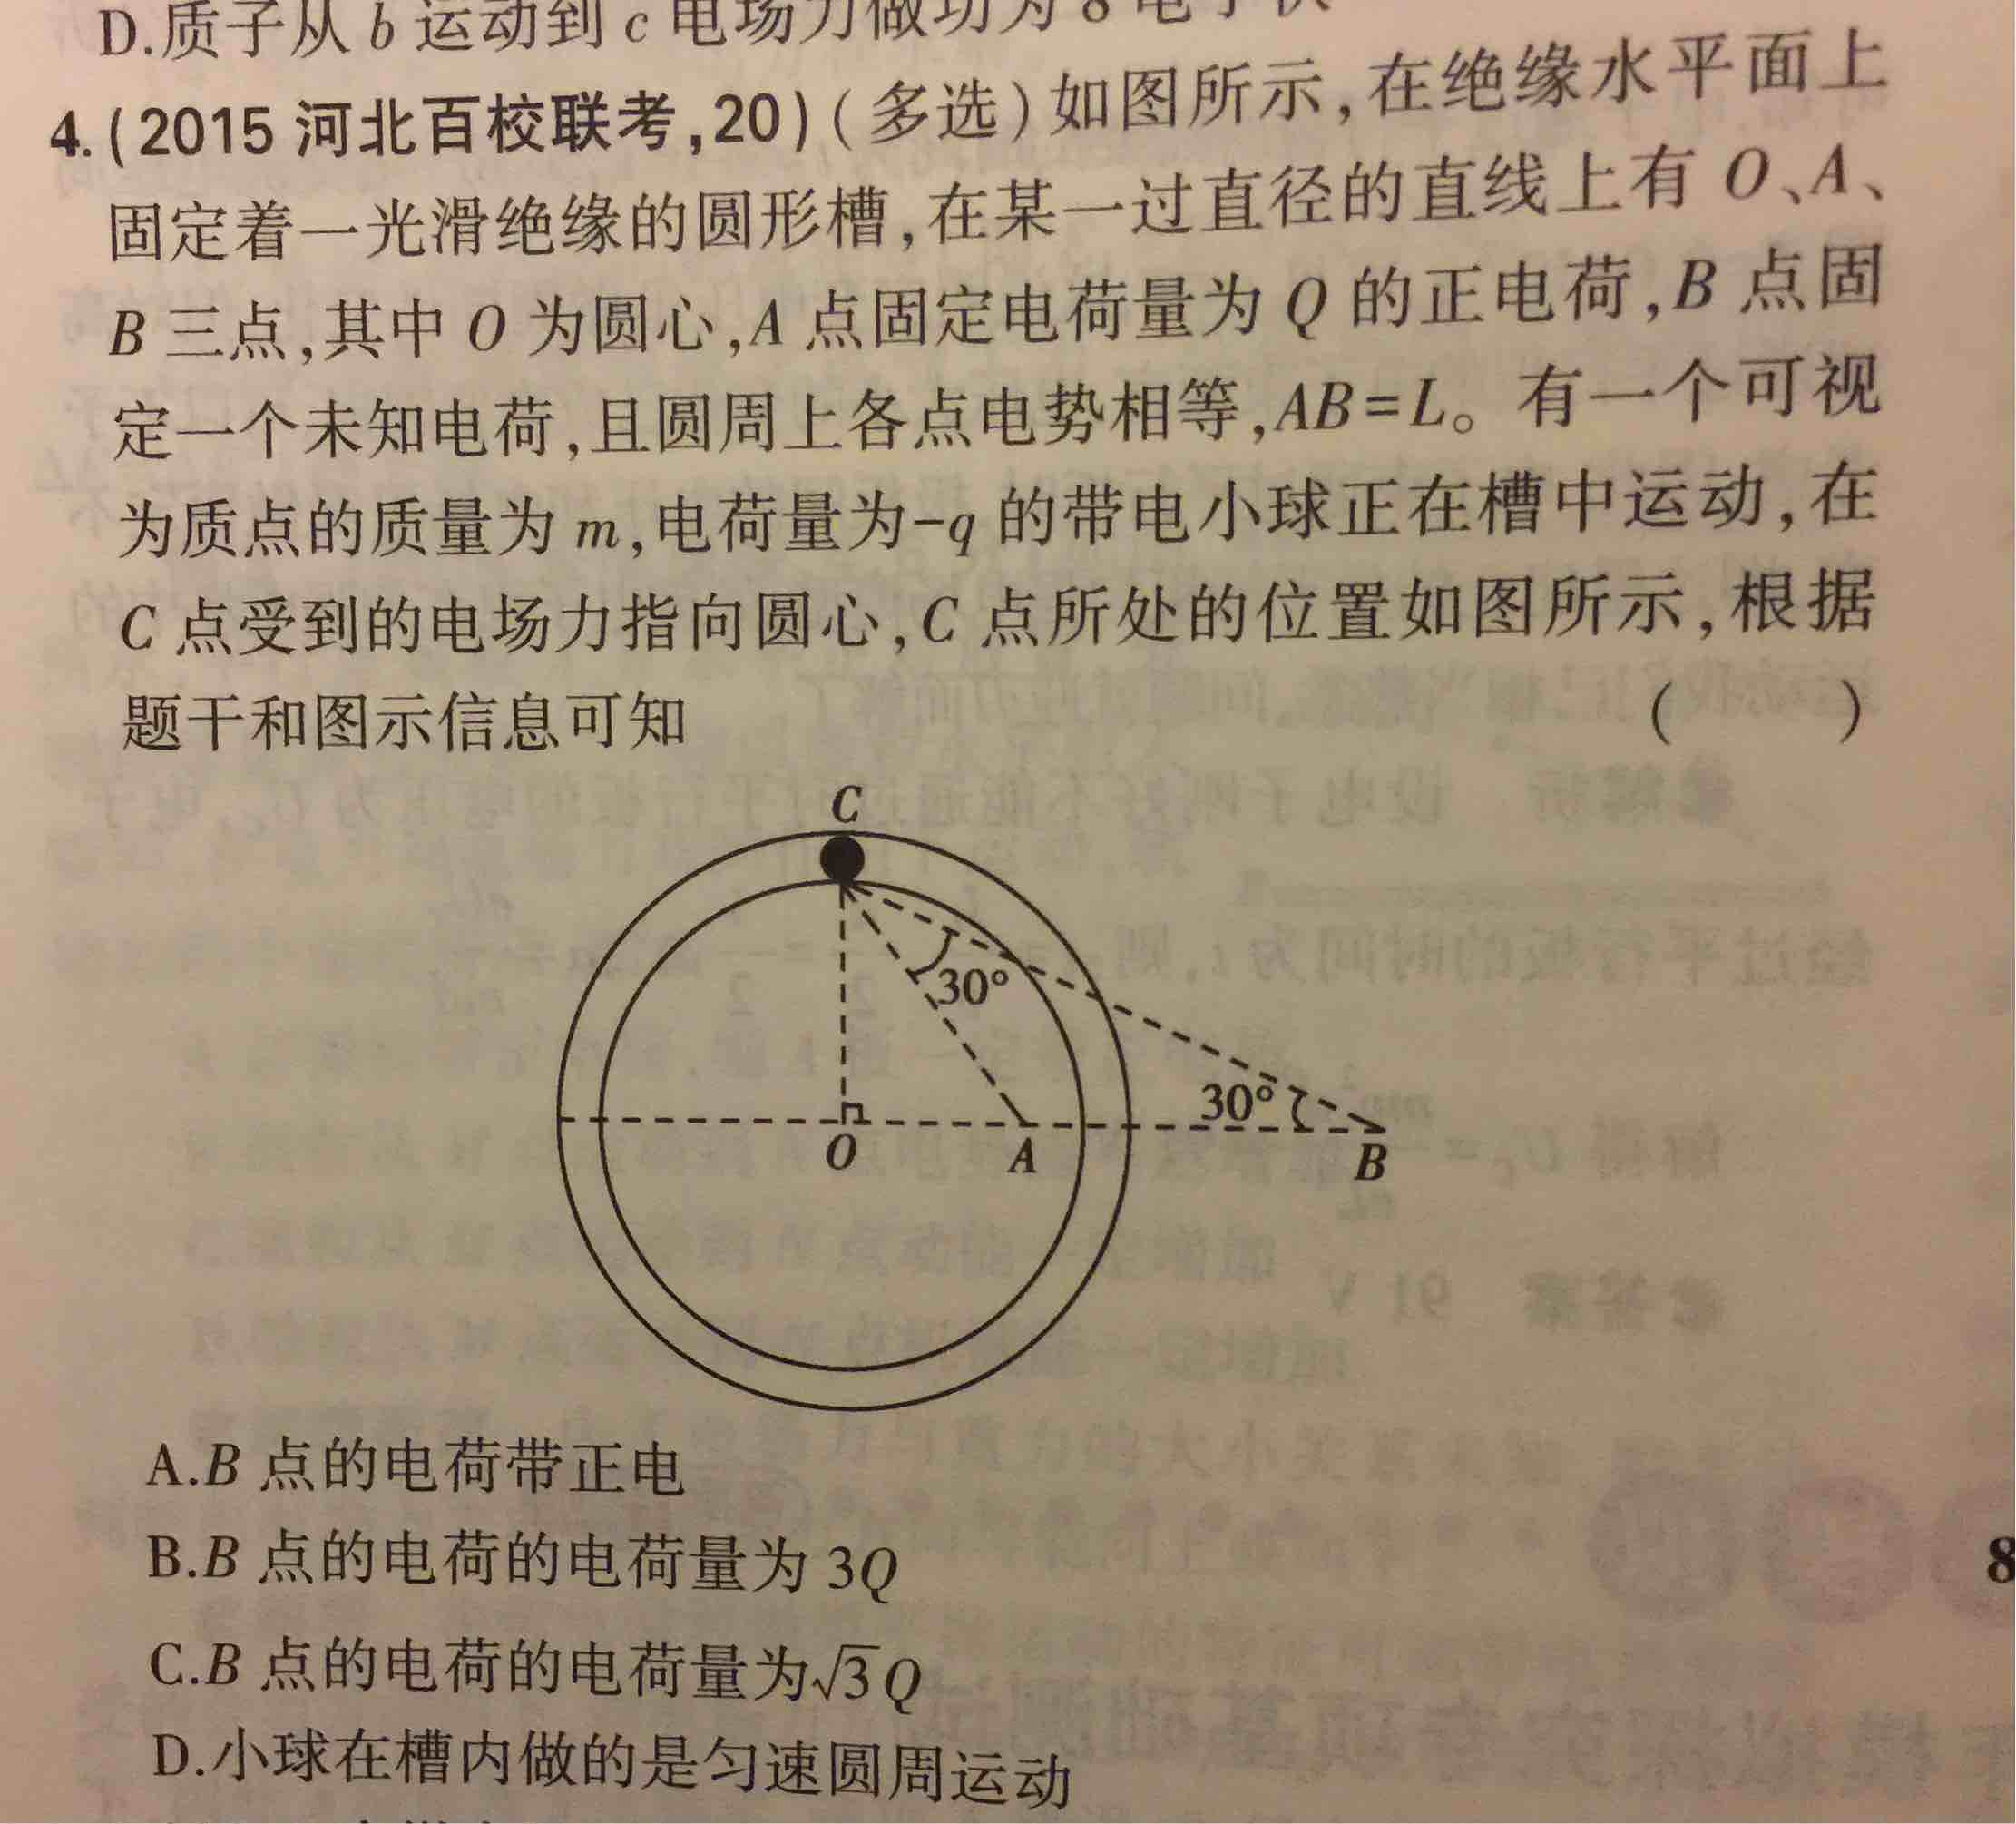 D.质子从 b 运动到 c 电场力做功为 8 电子伏
4.(2015 河北百校联考,20)(多选)如图所示,在绝缘水平面上
固定着一光滑绝缘的圆形槽,在某一过直径的直线上有 O、A、
B 三点,其中 O 为圆心,A 点固定电荷量为 Q 的正电荷,B 点固
定一个未知电荷,且圆周上各点电势相等,AB=L。有一个可视
为质点的质量为 m,电荷量为-q 的带电小球正在槽中运动,在
C 点受到的电场力指向圆心,C 点所处的位置如图所示,根据
题干和图示信息可知 ( )
C
30°
30°
O A B
A.B 点的电荷带正电
B.B 点的电荷的电荷量为 3Q
8
C.B 点的电荷的电荷量为√3Q
D.小球在槽内做的是匀速圆周运动